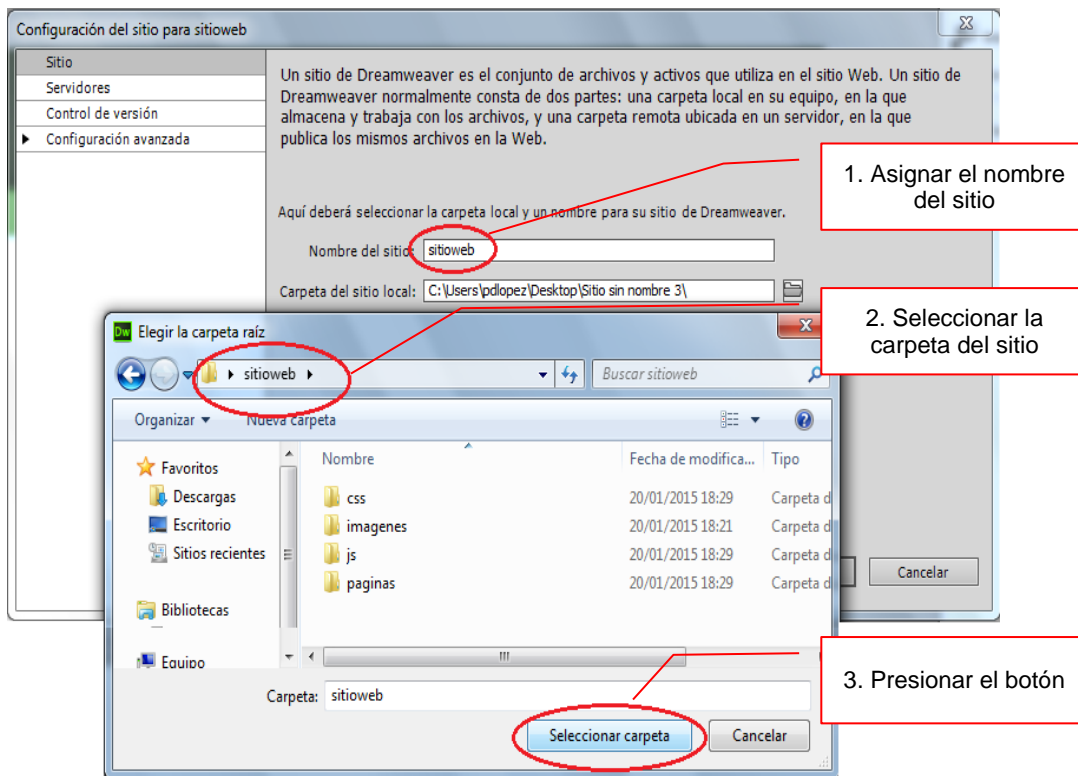 Configuración del sitio para sitioweb
Sitio
Servidores
Control de versión
Configuración avanzada
Un sitio de Dreamweaver es el conjunto de archivos y activos que utiliza en el sitio Web. Un sitio de
Dreamweaver normalmente consta de dos partes: una carpeta local en su equipo, en la que
almacena y trabaja con los archivos, y una carpeta remota ubicada en un servidor, en la que
publica los mismos archivos en la Web.
1. Asignar el nombre
del sitio
Aquí deberá seleccionar la carpeta local y un nombre para su sitio de Dreamweaver.
Nombre del sitio: sitioweb
Carpeta del sitio local: C:\Users\pdlopez\Desktop\Sitio sin nombre 3\
2. Seleccionar la
carpeta del sitio
Dw Elegir la carpeta raíz
sitioweb
Buscar sitioweb
Organizar
Nueva carpeta
Nombre
Fecha de modifica...
Tipo
Favoritos
Descargas
Escritorio
Sitios recientes
Bibliotecas
Equipo
css 20/01/2015 18:29 Carpeta d
imagenes 20/01/2015 18:21 Carpeta d
js 20/01/2015 18:29 Carpeta d
paginas 20/01/2015 18:29 Carpeta d
Cancelar
3. Presionar el botón
Carpeta: sitioweb
Seleccionar carpeta
Cancelar